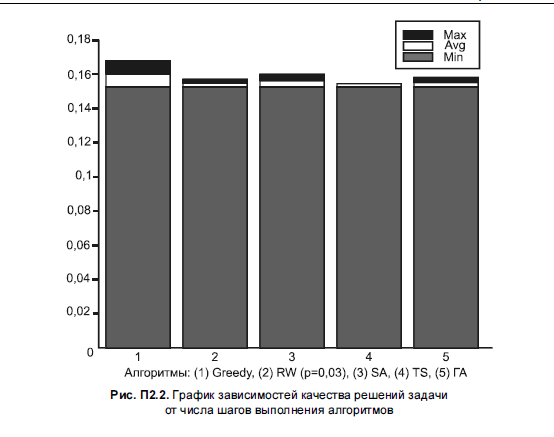 Max
Avg
Min
0,18
0,16
0,14
0,12
0,1
0,18
0,06
0,04
0,02
0
1
2
3
4
5
Алгоритмы: (1) Greedy, (2) RW (p=0,03), (3) SA, (4) TS, (5) ГА
Рис. П2.2. График зависимостей качества решений задачи
от числа шагов выполнения алгоритмов